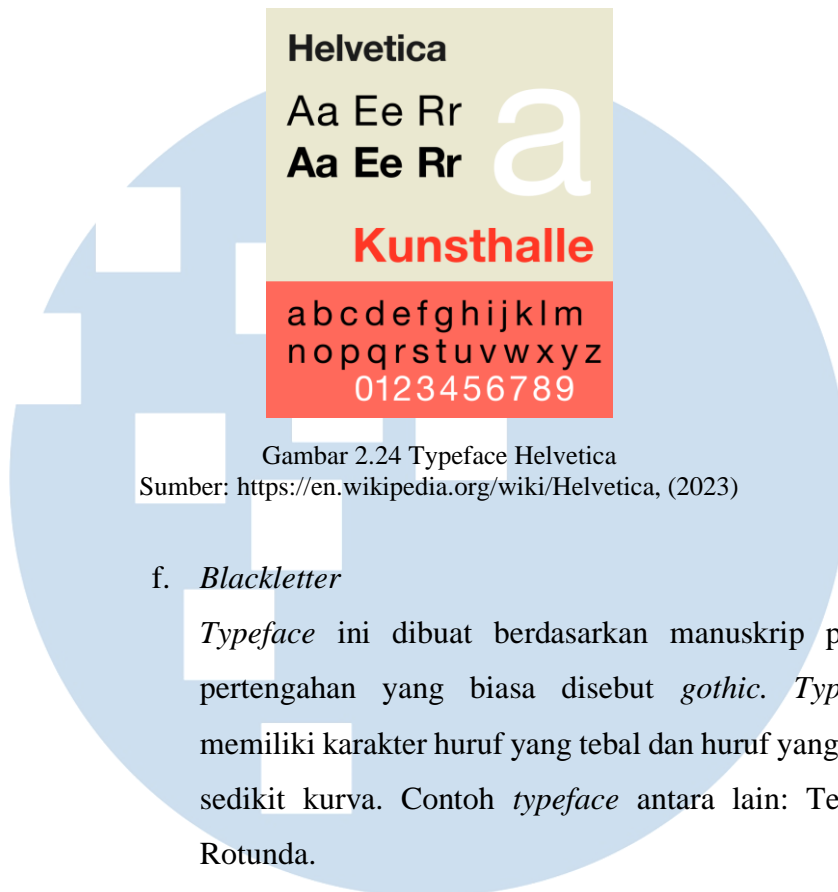 Helvetica
Aa Ee Rr
a
Aa Ee Rr
Kunsthalle
abcdefghijklm
nopqrstuvwxyz
0123456789
Gambar 2.24 Typeface Helvetica
Sumber: https://en.wikipedia.org/wiki/Helvetica, (2023)
f. Blackletter
Typeface ini dibuat berdasarkan manuskrip
pertengahan yang biasa disebut gothic.
memiliki karakter huruf yang tebal dan huruf yang
sedikit kurva. Contoh typeface antara lain:
Rotunda.